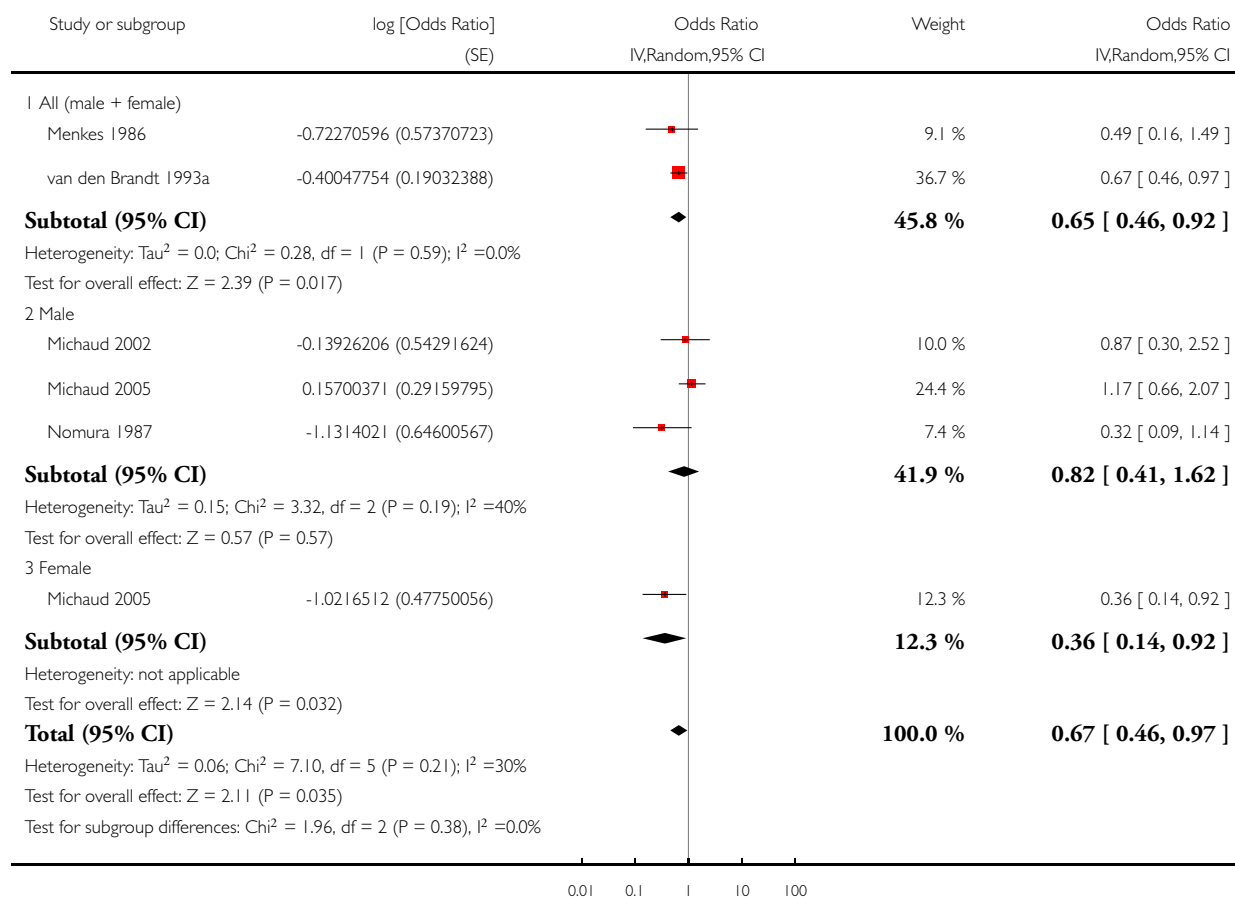 Study or subgroup log [Odds Ratio] Odds Ratio Weight Odds Ratio
(SE) IV,Random,95% CI IV,Random,95% CI
1 All (male + female)
Menkes 1986 -0.72270596 (0.57370723) 9.1 % 0.49 [ 0.16, 1.49 ]
van den Brandt 1993a -0.40047754 (0.19032388) 36.7 % 0.67 [ 0.46, 0.97 ]
Subtotal (95% CI) 45.8 % 0.65 [ 0.46, 0.92 ]
Heterogeneity: Tau² = 0.0; Chi² = 0.28, df = 1 (P = 0.59); I² =0.0%
Test for overall effect: Z = 2.39 (P = 0.017)
2 Male
Michaud 2002 -0.13926206 (0.54291624) 10.0 % 0.87 [ 0.30, 2.52 ]
Michaud 2005 0.15700371 (0.29159795) 24.4 % 1.17 [ 0.66, 2.07 ]
Nomura 1987 -1.1314021 (0.64600567) 7.4 % 0.32 [ 0.09, 1.14 ]
Subtotal (95% CI) 41.9 % 0.82 [ 0.41, 1.62 ]
Heterogeneity: Tau² = 0.15; Chi² = 3.32, df = 2 (P = 0.19); I² =40%
Test for overall effect: Z = 0.57 (P = 0.57)
3 Female
Michaud 2005 -1.0216512 (0.47750056) 12.3 % 0.36 [ 0.14, 0.92 ]
Subtotal (95% CI) 12.3 % 0.36 [ 0.14, 0.92 ]
Heterogeneity: not applicable
Test for overall effect: Z = 2.14 (P = 0.032)
Total (95% CI) 100.0 % 0.67 [ 0.46, 0.97 ]
Heterogeneity: Tau² = 0.06; Chi² = 7.10, df = 5 (P = 0.21); I² =30%
Test for overall effect: Z = 2.11 (P = 0.035)
Test for subgroup differences: Chi² = 1.96, df = 2 (P = 0.38), I² =0.0%
0.01 0.1 1 10 100